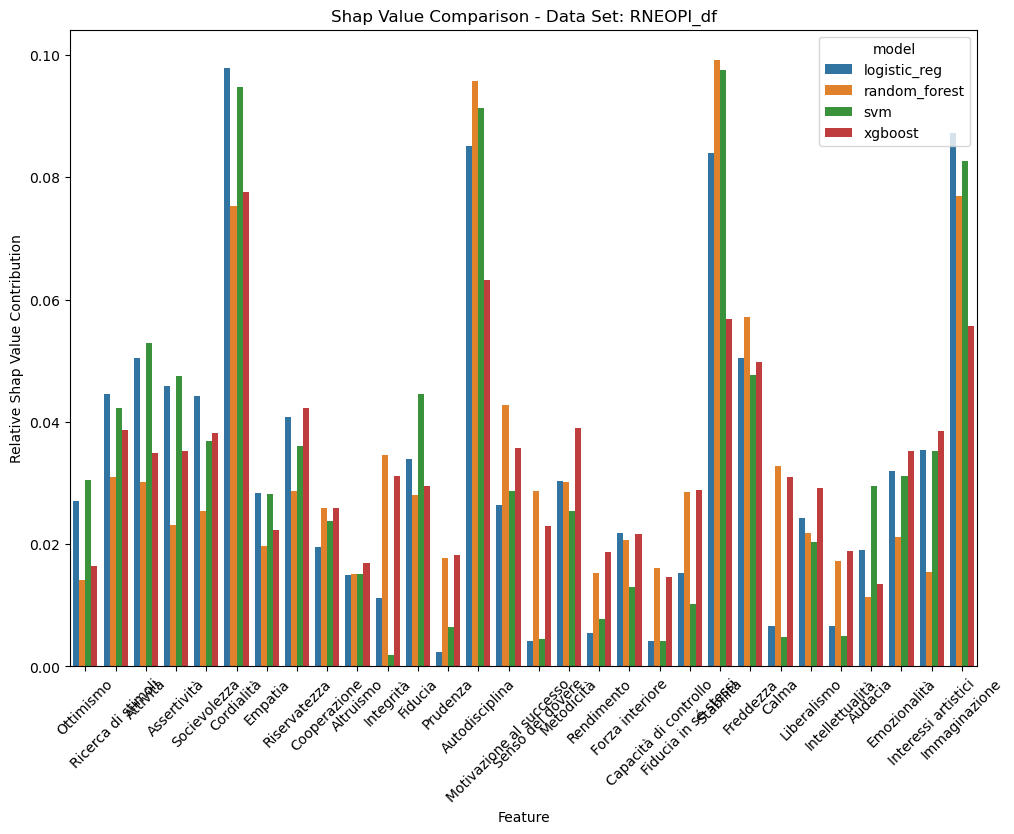 Shap Value Comparison - Data Set: RNEOPI_df
model
logistic_reg
random_forest
svm
xgboost
Relative Shap Value Contribution
0.10
0.08
0.06
0.04
0.02
0.00
Ottimismo
Ricerca di stimoli
Attività
Assertività
Socievolezza
Cordialità
Empatia
Riservatezza
Cooperazione
Altruismo
Integrità
Fiducia
Prudenza
Autodisciplina
Motivazione al successo
Senso del dovere
Metodicità
Rendimento
Forza interiore
Capacità di controllo
Fiducia in sé stessi
Stabilità
Freddezza
Calma
Liberalismo
Intellettualità
Audacia
Emozionalità
Interessi artistici
Immaginazione
Feature